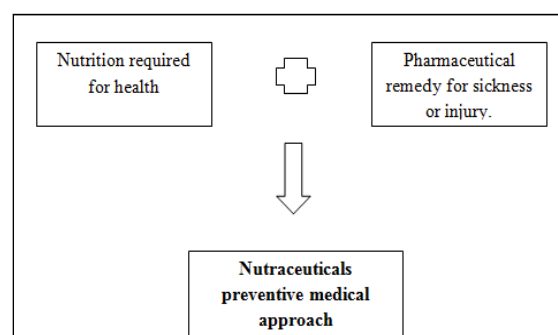 Nutrition required
for health
Pharmaceutical
remedy for sickness
or injury.
Nutraceuticals
preventive medical
approach